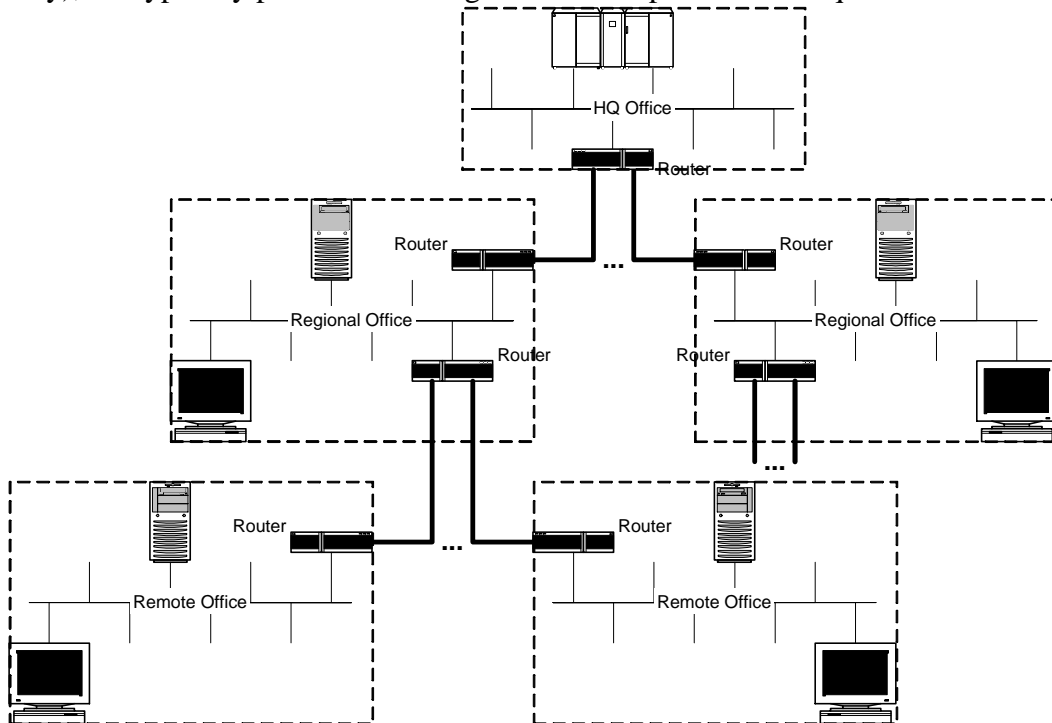 HQ Office
Router
Router
Router
...
Regional Office
Regional Office
Router
Router
...
Router
Router
...
Remote Office
Remote Office